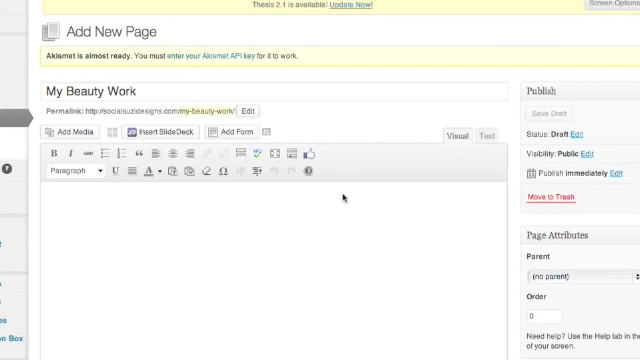 Thesis 2.1 is available! Update Now!
Screen Options
Add New Page
Akismet is almost ready. You must enter your Akismet API key for it to work.
My Beauty Work
Permalink: http://socialsuzidesigns.com/my-beauty-work/ Edit
Add Media Insert SlideDeck Add Form
Visual Text
B I ABC
Paragraph U A
Publish
Save Draft
Status: Draft Edit
Visibility: Public Edit
Publish immediately Edit
Move to Trash
Page Attributes
Parent
(no parent)
Order
0
Need help? Use the Help tab in the
of your screen.
es
on Box